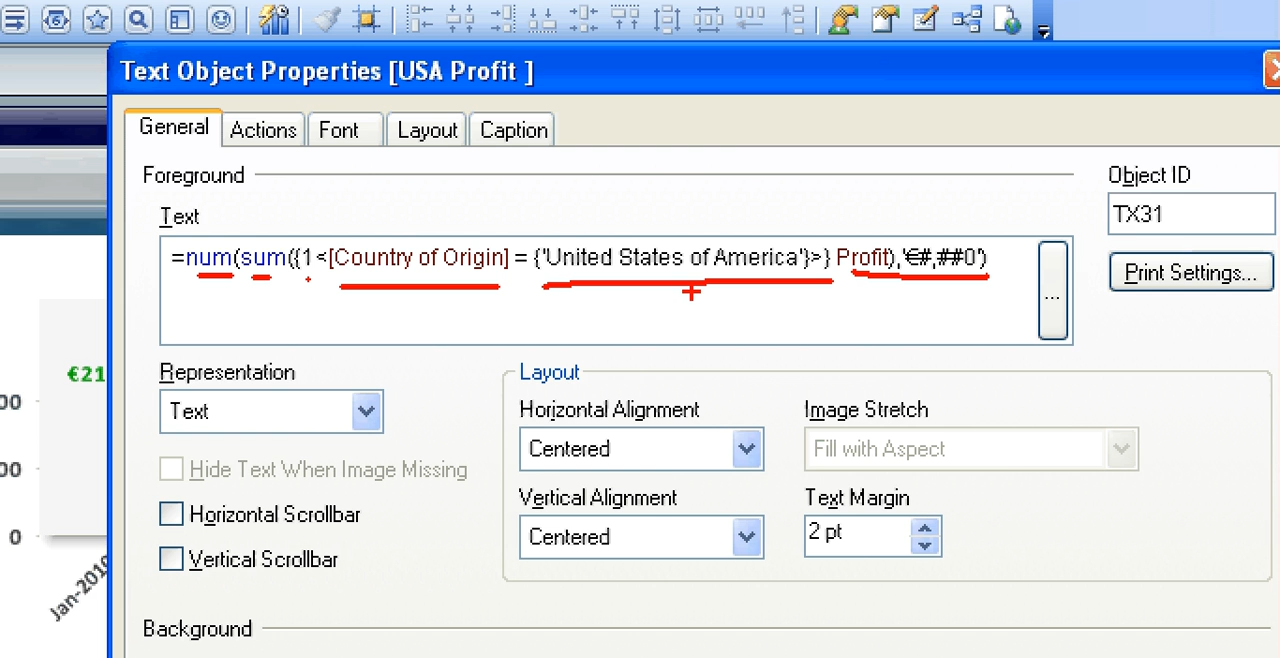 Text Object Properties [USA Profit ]
General
Actions
Font
Layout
Caption
Foreground
Object ID
Text
TX31
=num(sum({1<[Country of Origin] = {'United States of America'}>} Profit),'€#,##0')
Print Settings...
...
€21
00
00
0
Jan-2010
Representation
Text
Hide Text When Image Missing
Horizontal Scrollbar
Vertical Scrollbar
Layout
Horizontal Alignment
Centered
Image Stretch
Fill with Aspect
Vertical Alignment
Centered
Text Margin
2 pt
Background